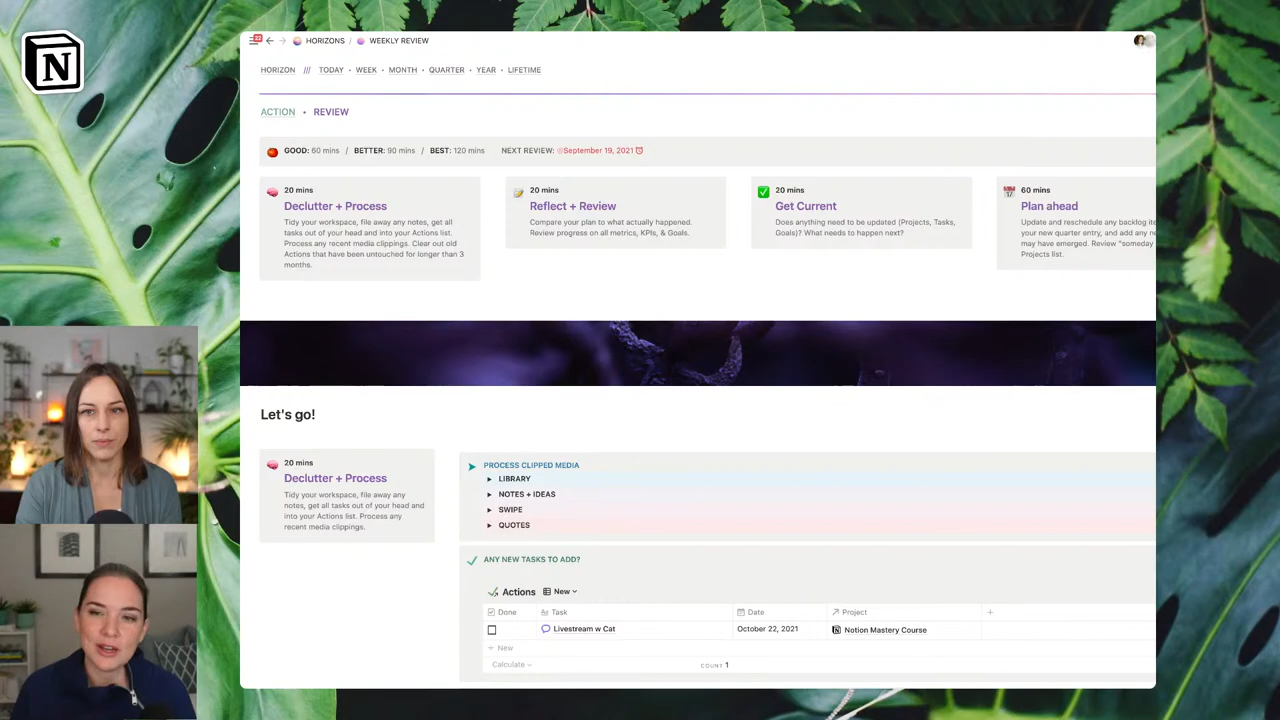 N
22
HORIZONS / WEEKLY REVIEW
HORIZON /// TODAY • WEEK • MONTH • QUARTER • YEAR • LIFETIME
ACTION • REVIEW
GOOD: 60 mins / BETTER: 90 mins / BEST: 120 mins NEXT REVIEW: @September 19, 2021
20 mins
Declutter + Process
Tidy your workspace, file away any notes, get all
tasks out of your head and into your Actions list.
Process any recent media clippings. Clear out old
Actions that have been untouched for longer than 3
months.
20 mins
Reflect + Review
Compare your plan to what actually happened.
Review progress on all metrics, KPIs, & Goals.
20 mins
Get Current
Does anything need to be updated (Projects, Tasks,
Goals)? What needs to happen next?
60 mins
Plan ahead
Update and reschedule any backlog ite
your new quarter entry, and add any ne
may have emerged. Review "someday
Projects list.
Let's go!
20 mins
Declutter + Process
Tidy your workspace, file away any
notes, get all tasks out of your head and
into your Actions list. Process any
recent media clippings.
PROCESS CLIPPED MEDIA
LIBRARY
NOTES + IDEAS
SWIPE
QUOTES
ANY NEW TASKS TO ADD?
Actions New
Done Aa Task Date Project +
Livestream w Cat October 22, 2021 Notion Mastery Course
+ New
Calculate COUNT 1